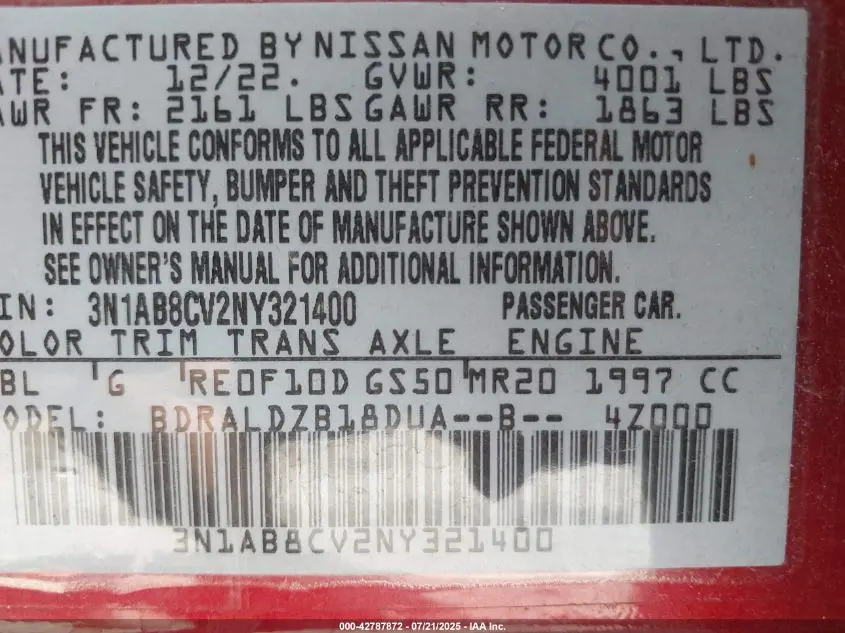 ANUFACTURED BY NISSAN MOTOR CO., LTD.
ATE: 12/22. GVWR: 4001 LBS
AWR FR: 2161 LBS GAWR RR: 1863 LBS
THIS VEHICLE CONFORMS TO ALL APPLICABLE FEDERAL MOTOR
VEHICLE SAFETY, BUMPER AND THEFT PREVENTION STANDARDS
IN EFFECT ON THE DATE OF MANUFACTURE SHOWN ABOVE.
SEE OWNER'S MANUAL FOR ADDITIONAL INFORMATION.
IN: 3N1AB8CV2NY321400 PASSENGER CAR.
OLOR TRIM TRANS AXLE ENGINE
BL G RE0F10D GS50 MR20 1997 CC
ODEL: BDRALDZB18DUA--B-- 4Z000
3N1AB8CV2NY321400
000-42787872 / 07/21/2025 - IAA Inc.